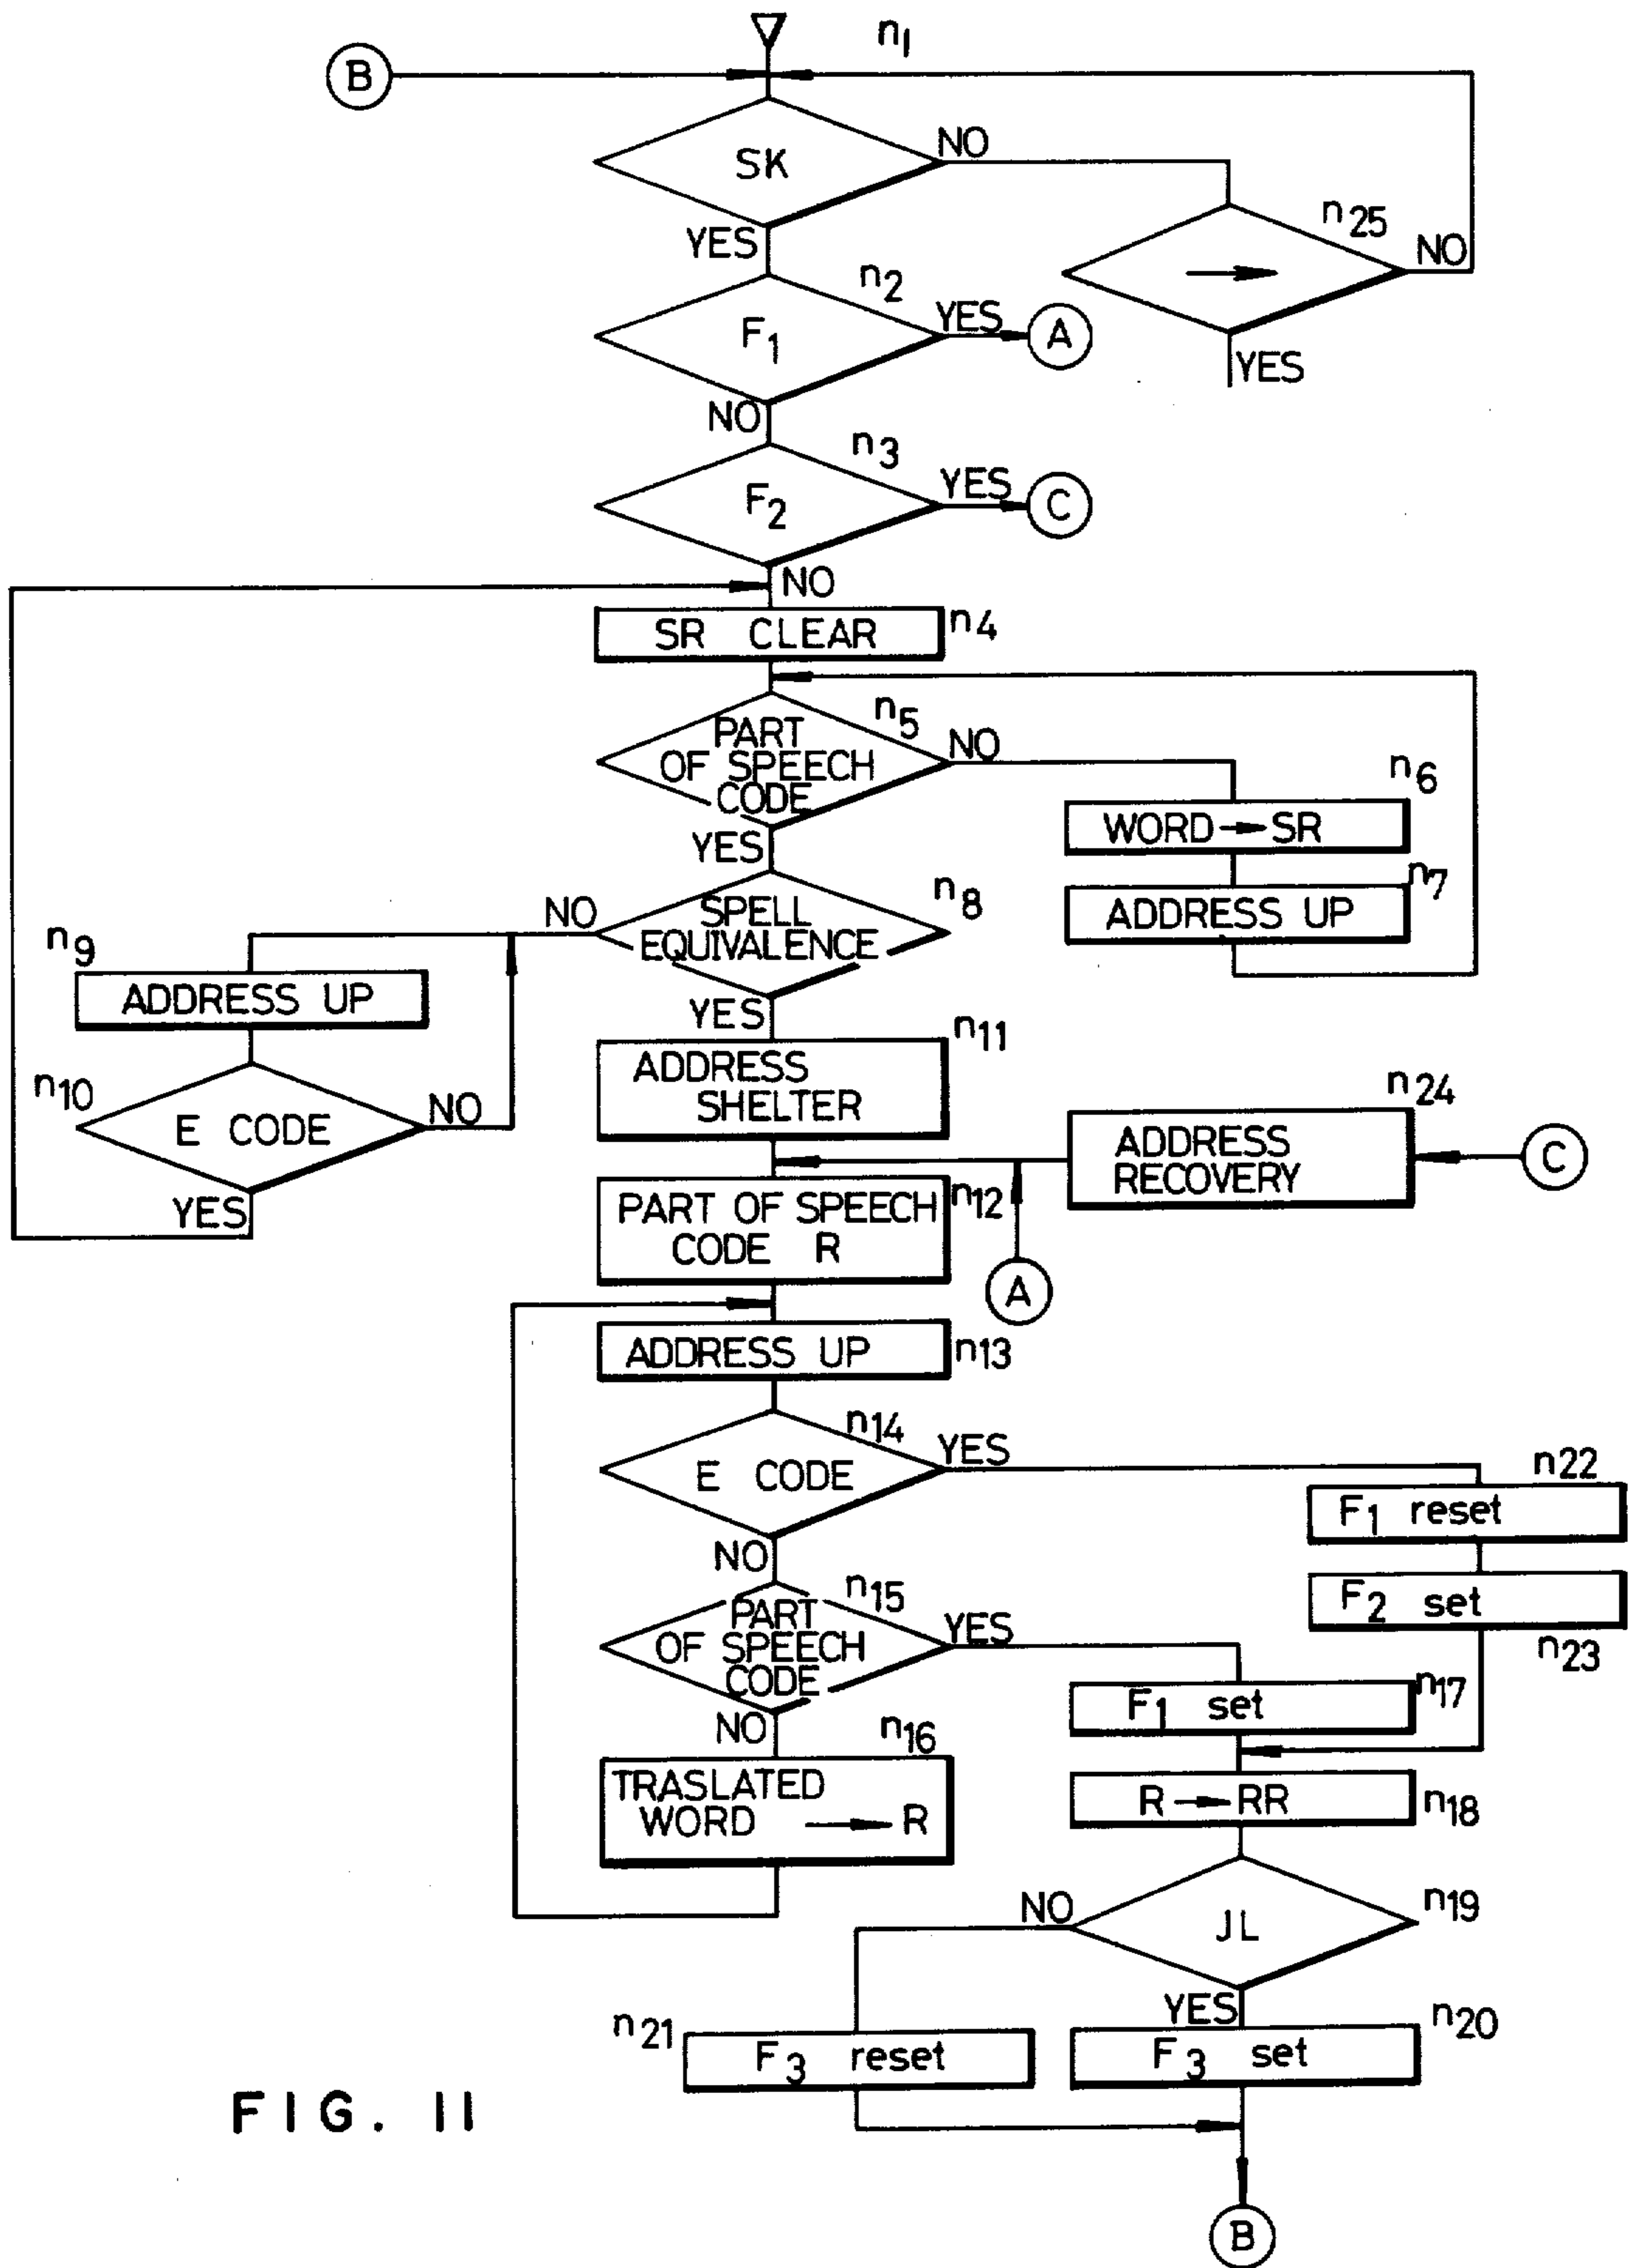 n1
B
SK
NO
YES
n25
→
NO
YES
n2
F1
YES
A
NO
n3
F2
YES
C
NO
SR CLEAR
n4
n5
PART
OF SPEECH
CODE
NO
YES
n6
WORD → SR
n7
ADDRESS UP
n8
SPELL
EQUIVALENCE
NO
YES
n9
ADDRESS UP
n10
E CODE
NO
YES
n11
ADDRESS
SHELTER
n24
ADDRESS
RECOVERY
C
n12
PART OF SPEECH
CODE R
A
ADDRESS UP
n13
n14
E CODE
YES
NO
n22
F1 reset
F2 set
n23
n15
PART
OF SPEECH
CODE
YES
NO
n17
F1 set
n16
TRASLATED
WORD → R
R → RR
n18
n19
JL
NO
YES
n21
F3 reset
n20
F3 set
B
FIG. 11